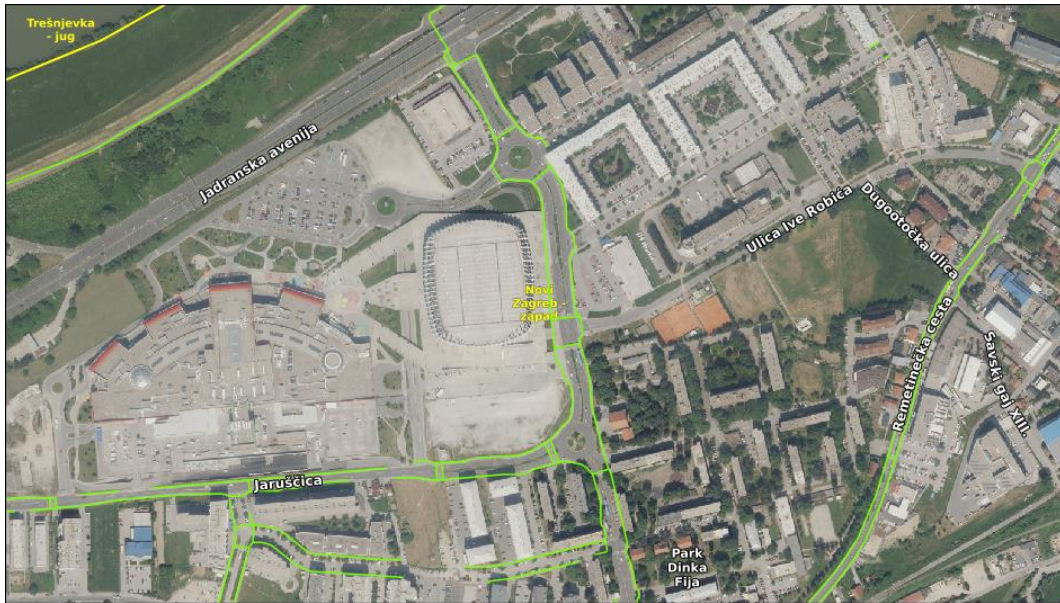 Trešnjevka
- jug
Jadranska avenija
Ulica Ive Robića
Dugootočka ulica
Novi
Zagreb -
zapad
Remetinečka cesta
Savski gaj XIII.
Jaruščica
Park
Dinka
Fija